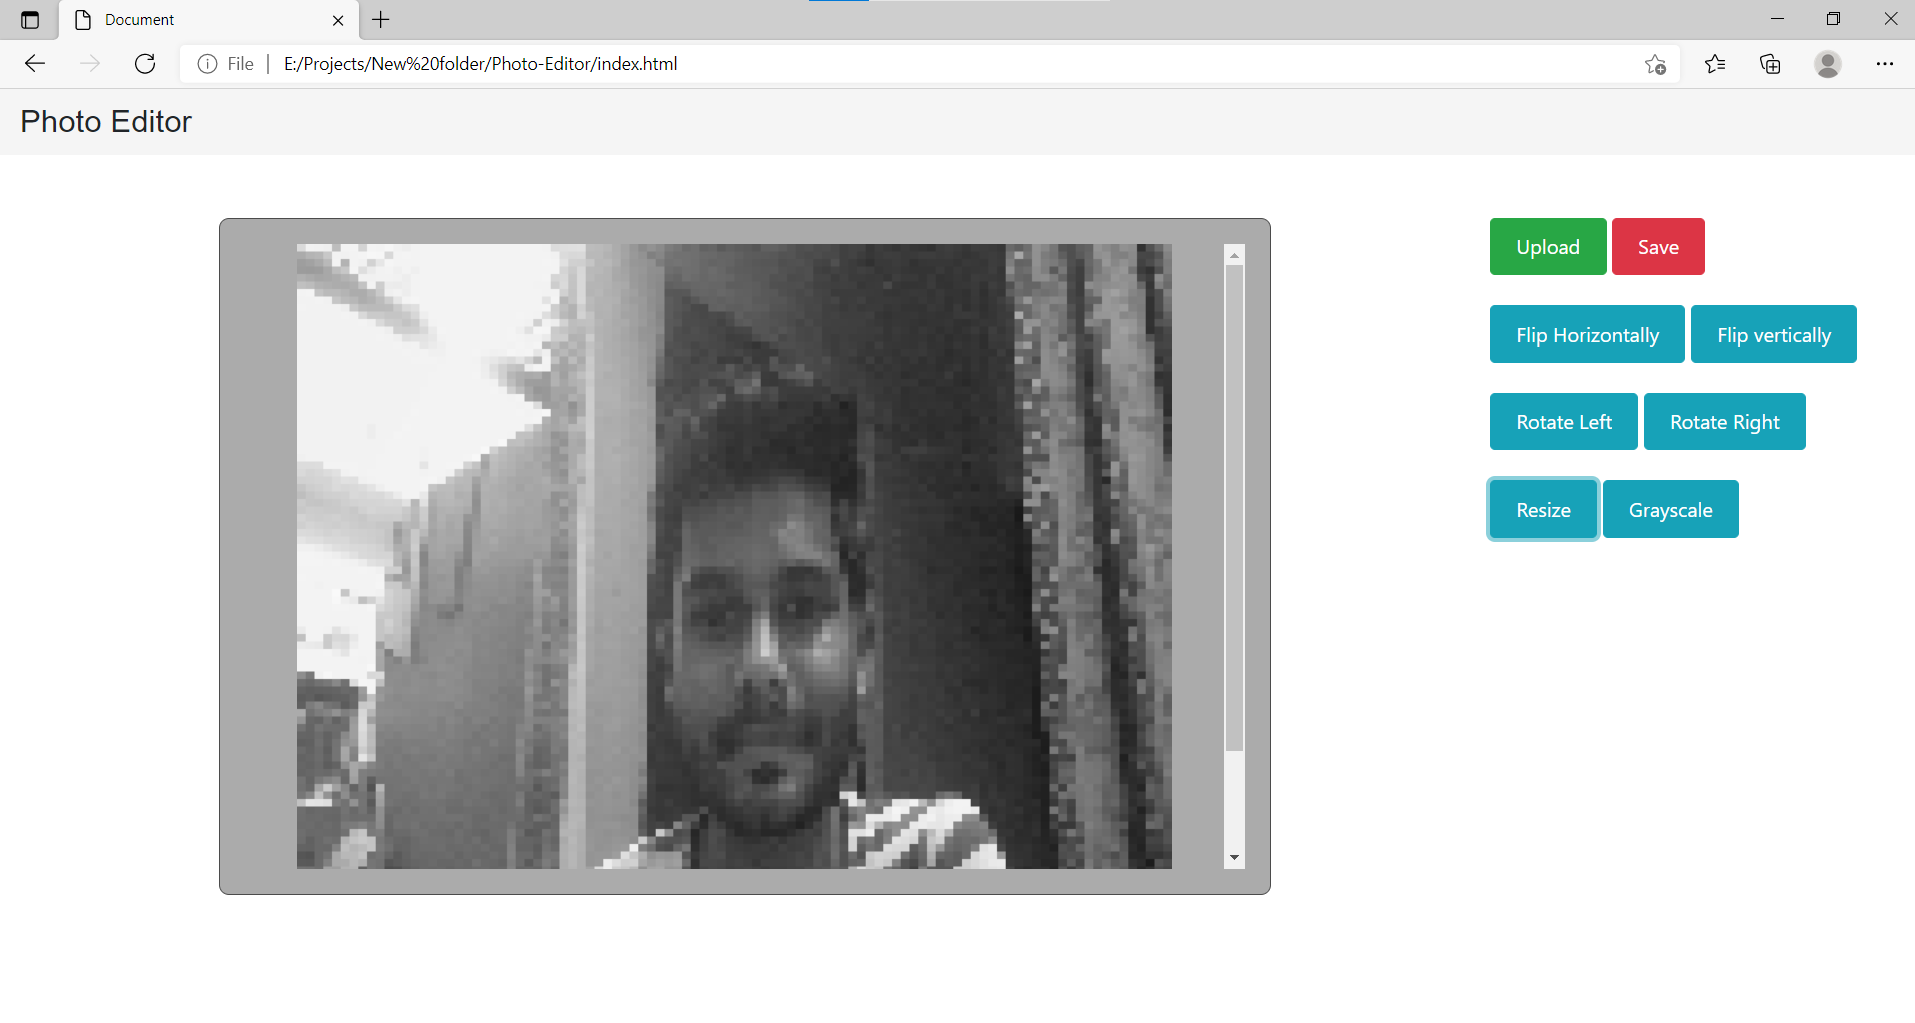 Document
File E:/Projects/New%20folder/Photo-Editor/index.html
Photo Editor
Upload Save
Flip Horizontally Flip vertically
Rotate Left Rotate Right
Resize Grayscale